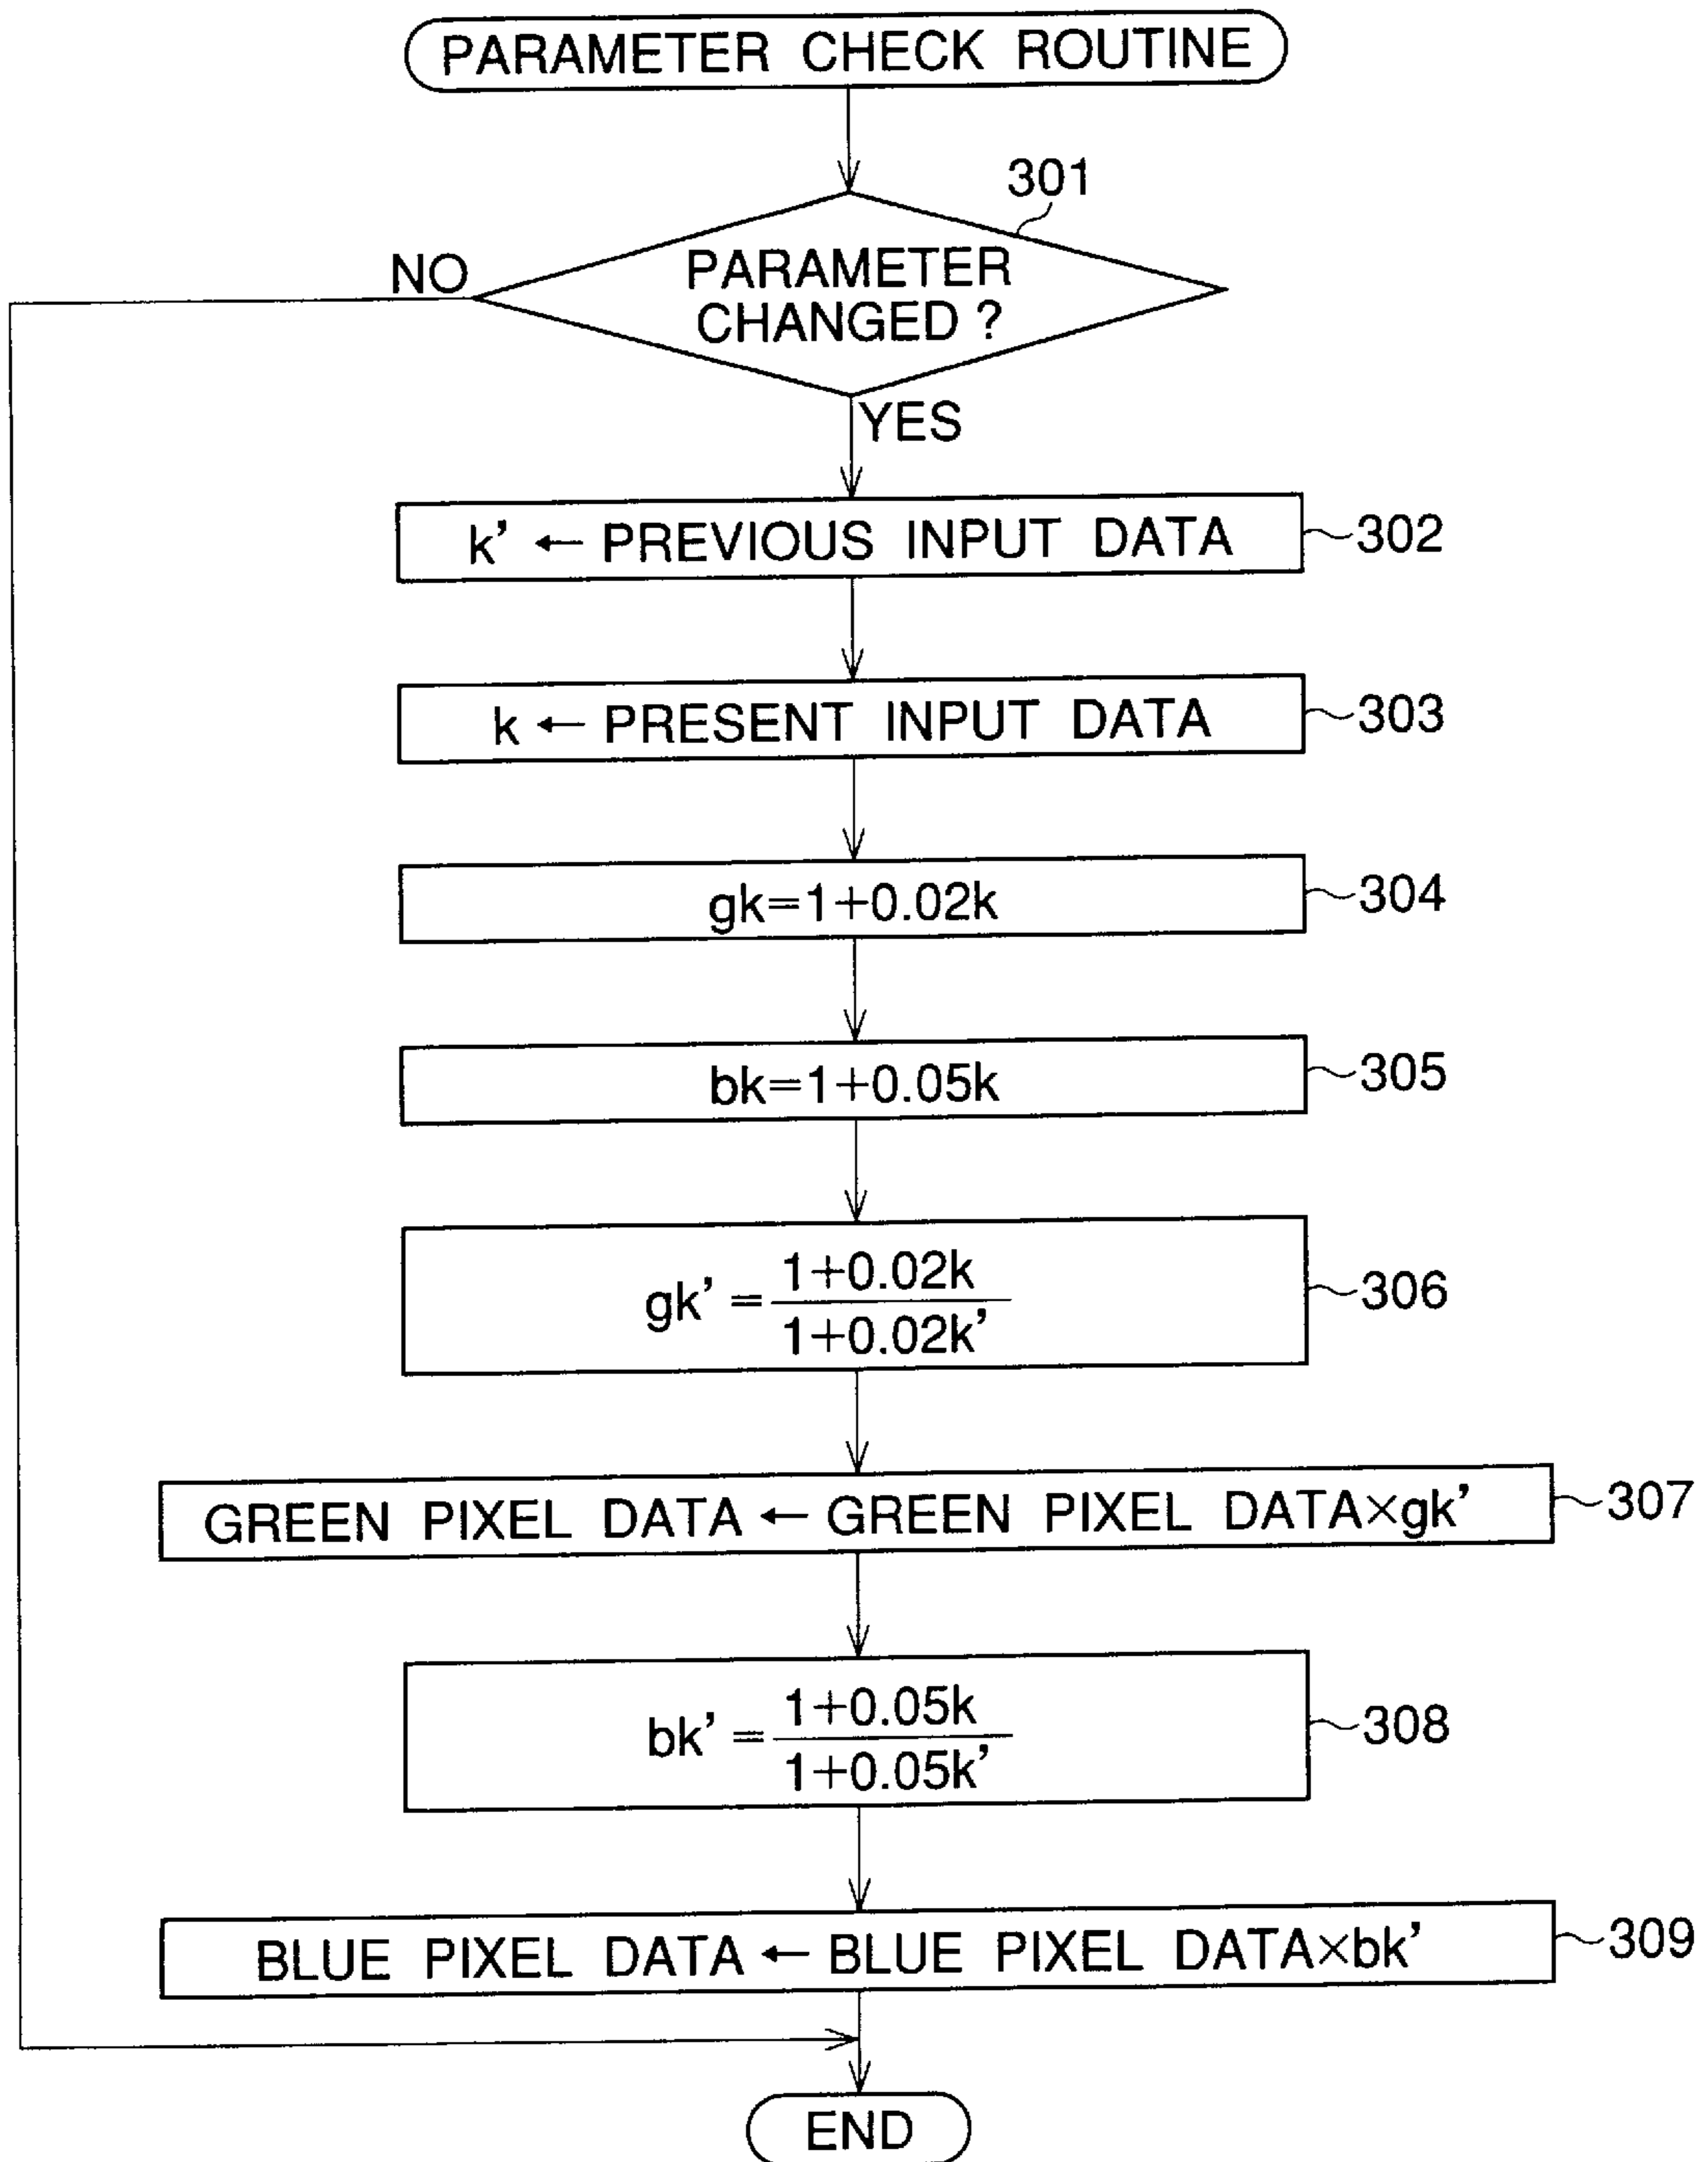 PARAMETER CHECK ROUTINE
301
NO
PARAMETER
CHANGED ?
YES
k' ← PREVIOUS INPUT DATA
302
k ← PRESENT INPUT DATA
303
gk=1+0.02k
304
bk=1+0.05k
305
gk' = 1+0.02k
1+0.02k'
306
GREEN PIXEL DATA ← GREEN PIXEL DATA×gk'
307
bk' = 1+0.05k
1+0.05k'
308
BLUE PIXEL DATA ← BLUE PIXEL DATA×bk'
309
END